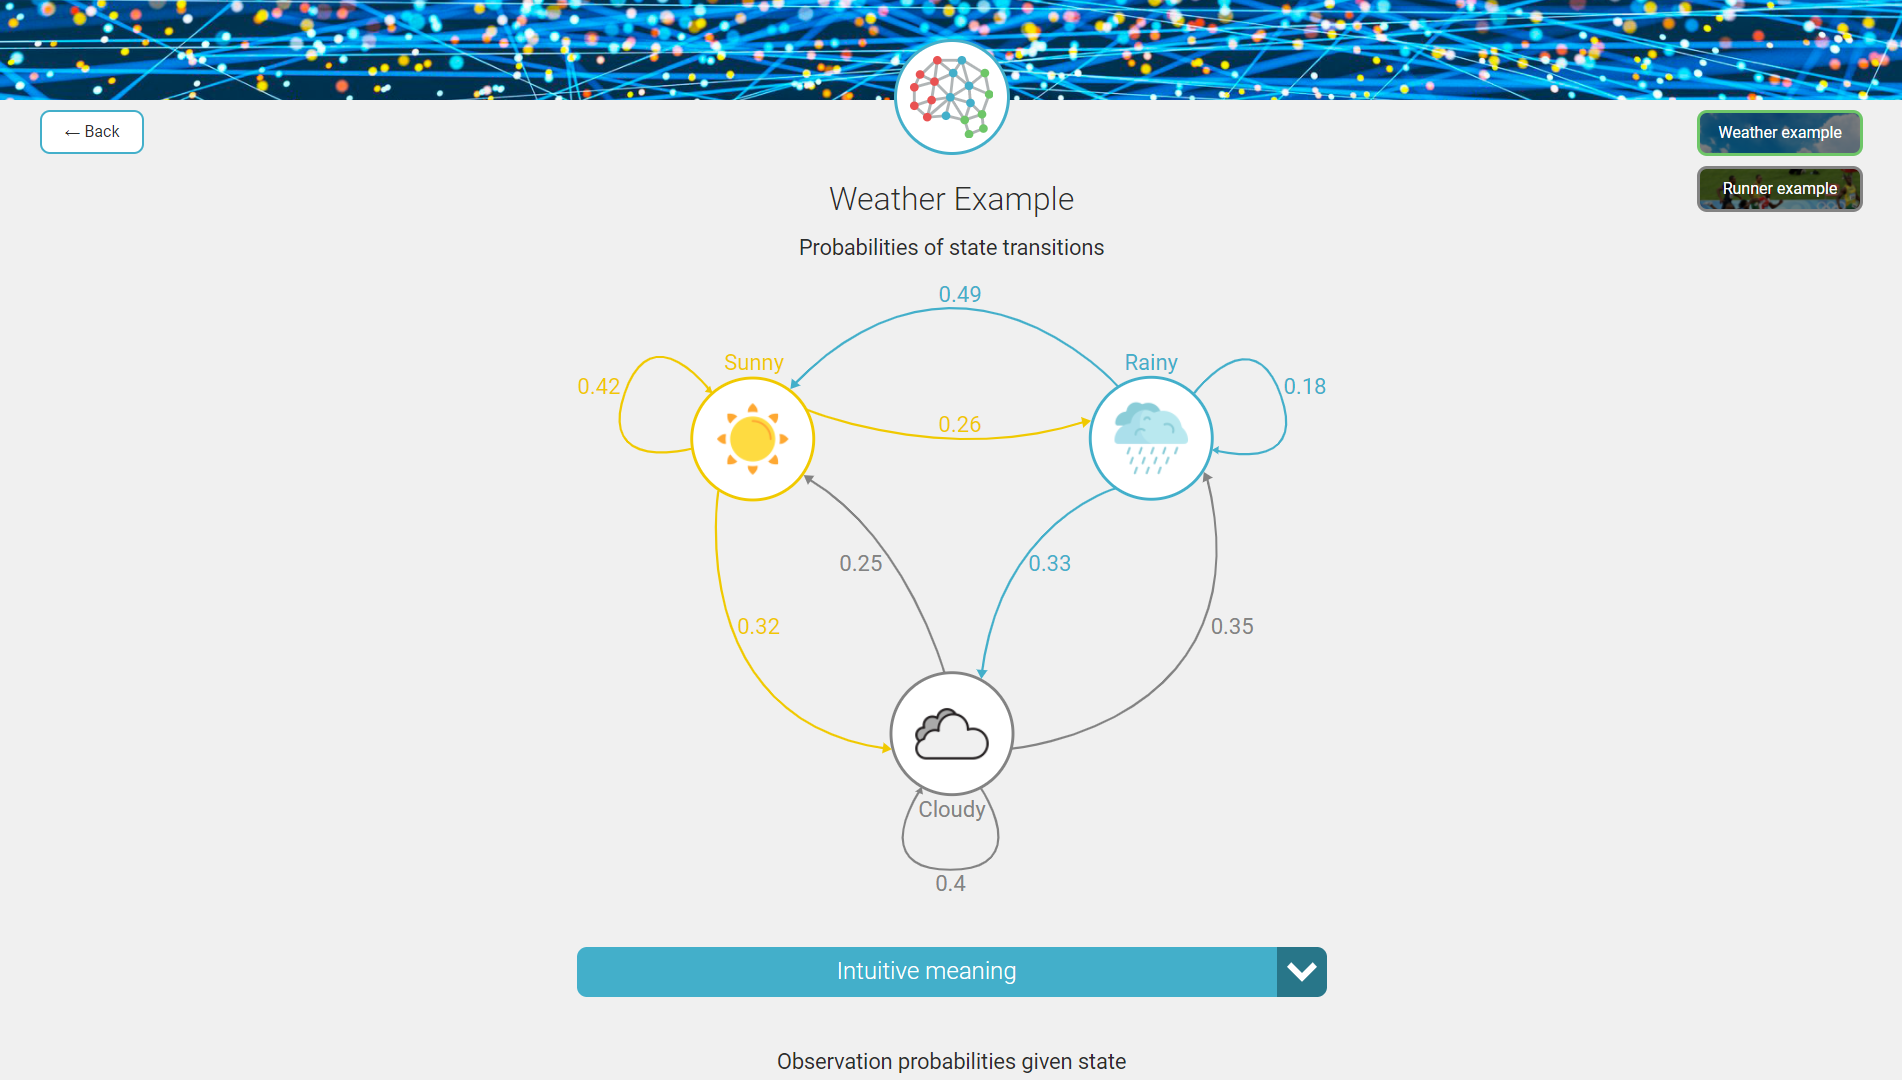 ← Back
Weather example
Runner example
Weather Example
Probabilities of state transitions
0.49
Sunny
Rainy
0.42
0.18
0.26
0.25
0.33
0.32
0.35
Cloudy
0.4
Intuitive meaning
Observation probabilities given state